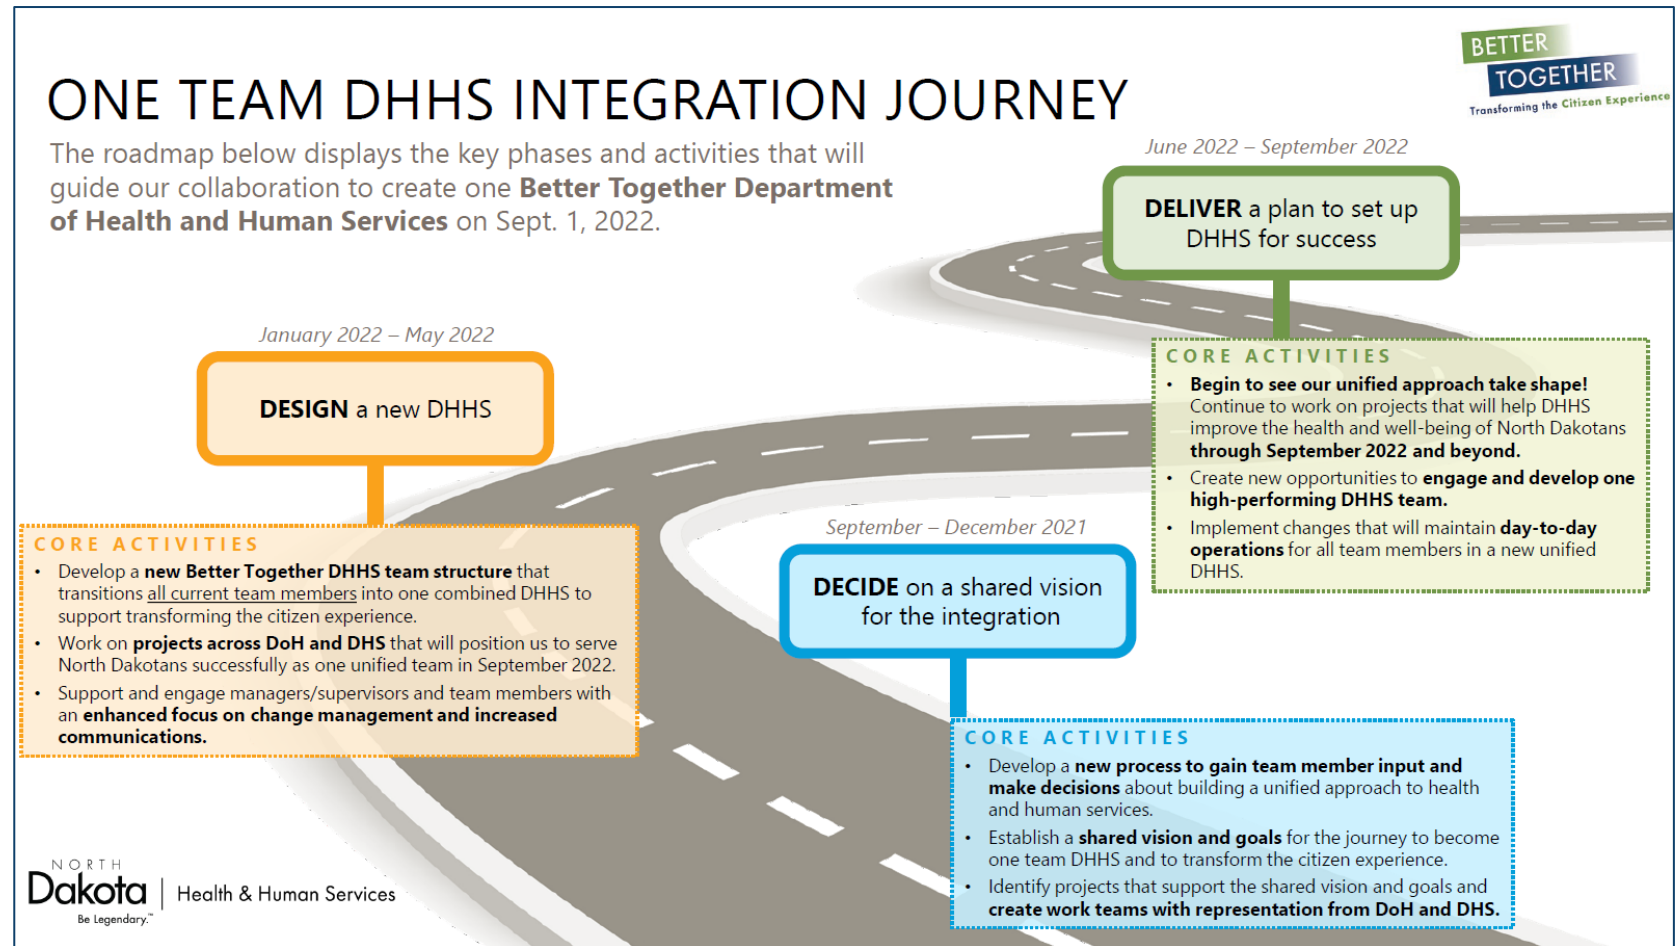 BETTER
TOGETHER
Transforming the Citizen Experience
ONE TEAM DHHS INTEGRATION JOURNEY
The roadmap below displays the key phases and activities that will
guide our collaboration to create one Better Together Department
of Health and Human Services on Sept. 1, 2022.
June 2022 – September 2022
DELIVER a plan to set up
DHHS for success
CORE ACTIVITIES
• Begin to see our unified approach take shape!
Continue to work on projects that will help DHHS
improve the health and well-being of North Dakotans
through September 2022 and beyond.
• Create new opportunities to engage and develop one
high-performing DHHS team.
• Implement changes that will maintain day-to-day
operations for all team members in a new unified
DHHS.
January 2022 – May 2022
DESIGN a new DHHS
CORE ACTIVITIES
• Develop a new Better Together DHHS team structure that
transitions all current team members into one combined DHHS to
support transforming the citizen experience.
• Work on projects across DoH and DHS that will position us to serve
North Dakotans successfully as one unified team in September 2022.
• Support and engage managers/supervisors and team members with
an enhanced focus on change management and increased
communications.
September – December 2021
DECIDE on a shared vision
for the integration
CORE ACTIVITIES
• Develop a new process to gain team member input and
make decisions about building a unified approach to health
and human services.
• Establish a shared vision and goals for the journey to become
one team DHHS and to transform the citizen experience.
• Identify projects that support the shared vision and goals and
create work teams with representation from DoH and DHS.
NORTH
Dakota | Health & Human Services
Be Legendary.™